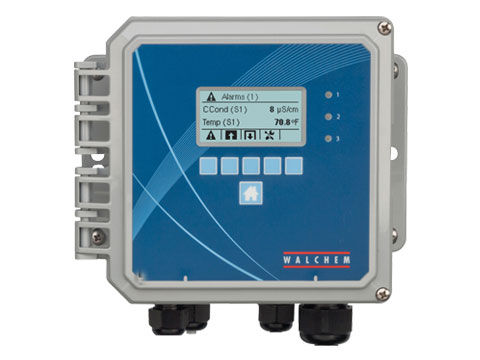 Alarms (1)
CCond (S1) 8 µS/cm
Temp (S1) 70.8°F
1
2
3
WALCHEM